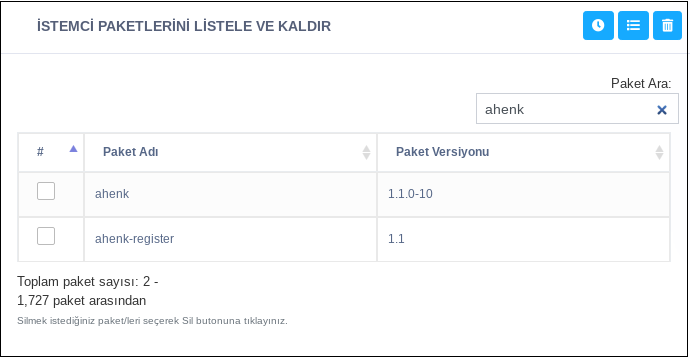 İSTEMCİ PAKETLERİNİ LİSTELE VE KALDIR
Paket Ara:
ahenk
# Paket Adı Paket Versiyonu
ahenk 1.1.0-10
ahenk-register 1.1
Toplam paket sayısı: 2 -
1,727 paket arasından
Silmek istediğiniz paket/leri seçerek Sil butonuna tıklayınız.